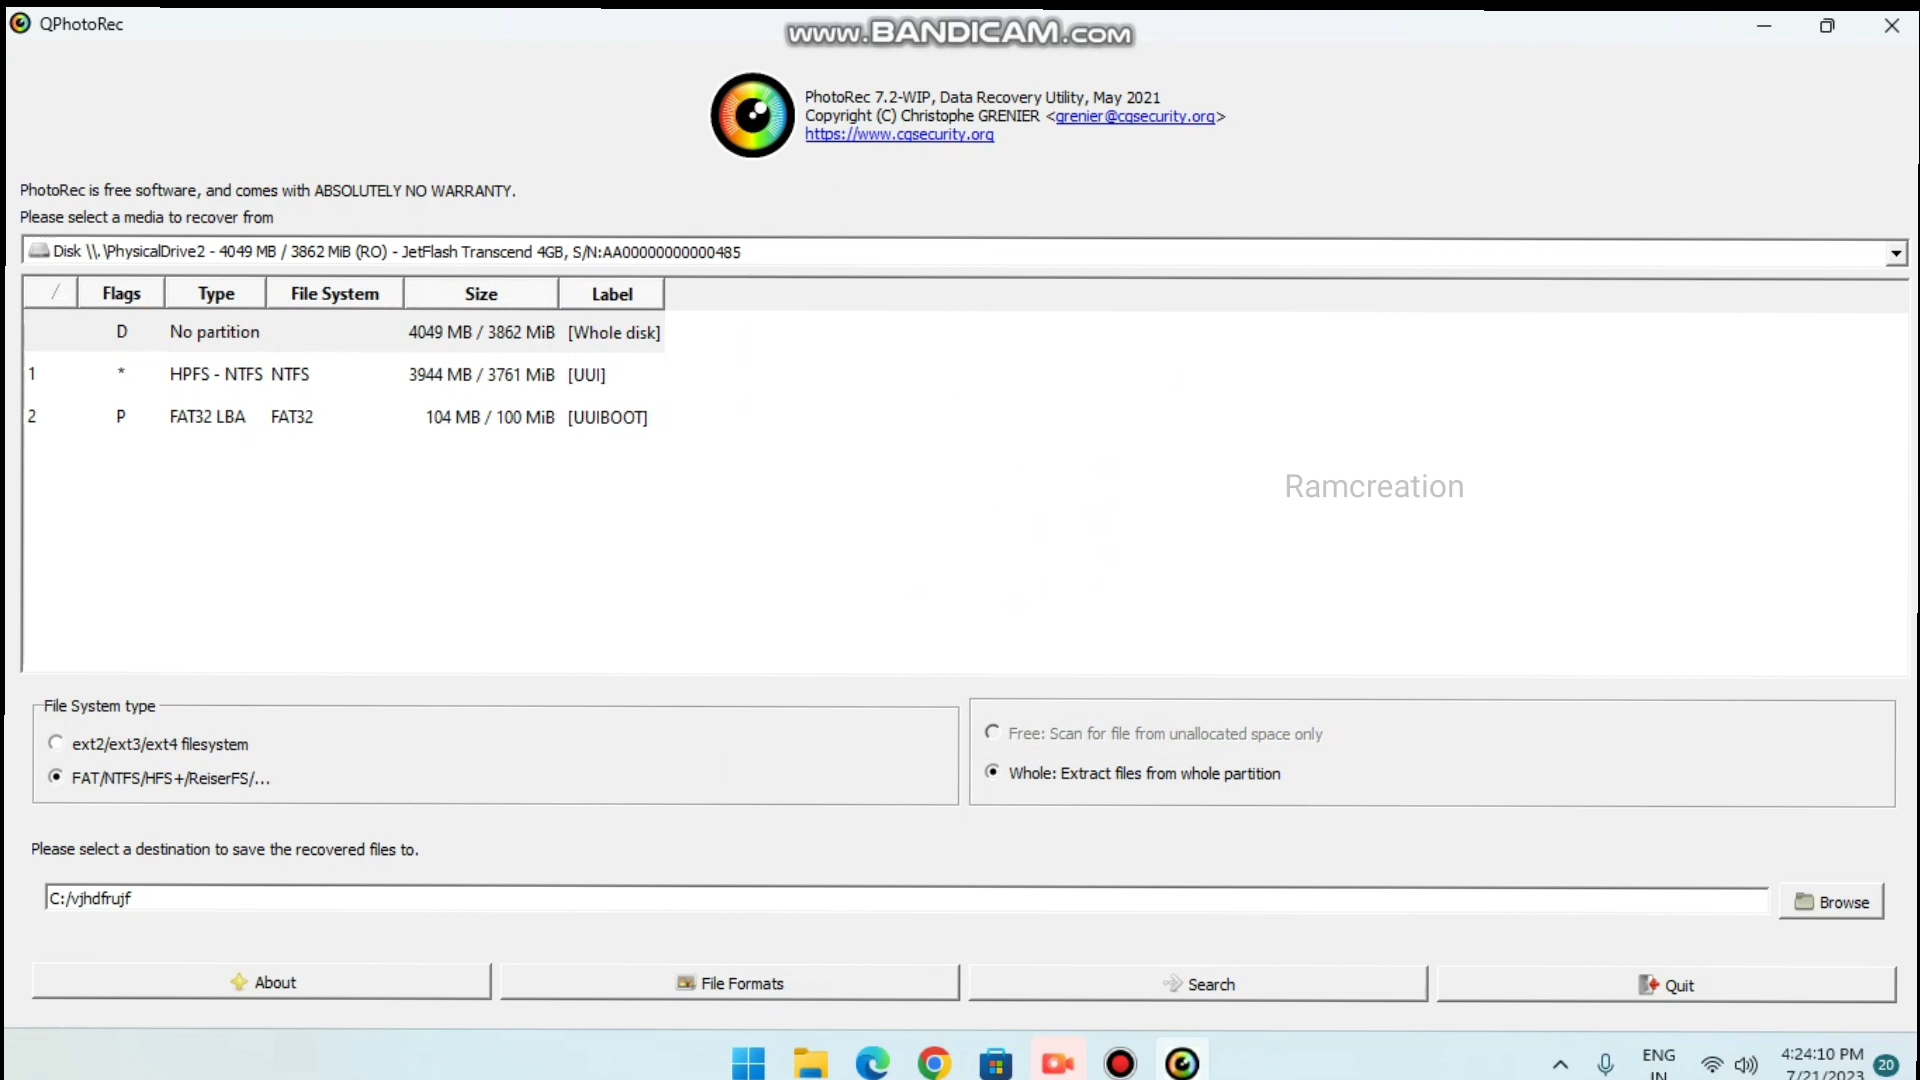 QPhotoRec
www.BANDICAM.com
PhotoRec 7.2-WIP, Data Recovery Utility, May 2021
Copyright (C) Christophe GRENIER <grenier@cgsecurity.org>
https://www.cgsecurity.org
PhotoRec is free software, and comes with ABSOLUTELY NO WARRANTY.
Please select a media to recover from
Disk \\.\PhysicalDrive2 - 4049 MB / 3862 MiB (RO) - JetFlash Transcend 4GB, S/N:AA00000000000485
/ Flags Type File System Size Label
D No partition 4049 MB / 3862 MiB [Whole disk]
1 * HPFS - NTFS NTFS 3944 MB / 3761 MiB [UUI]
2 P FAT32 LBA FAT32 104 MB / 100 MiB [UUIBOOT]
Ramcreation
File System type
ext2/ext3/ext4 filesystem
FAT/NTFS/HFS+/ReiserFS/...
Free: Scan for file from unallocated space only
Whole: Extract files from whole partition
Please select a destination to save the recovered files to.
C:/vjhdfrujf
Browse
About File Formats Search Quit
ENG
IN
4:24:10 PM
7/21/2023
20